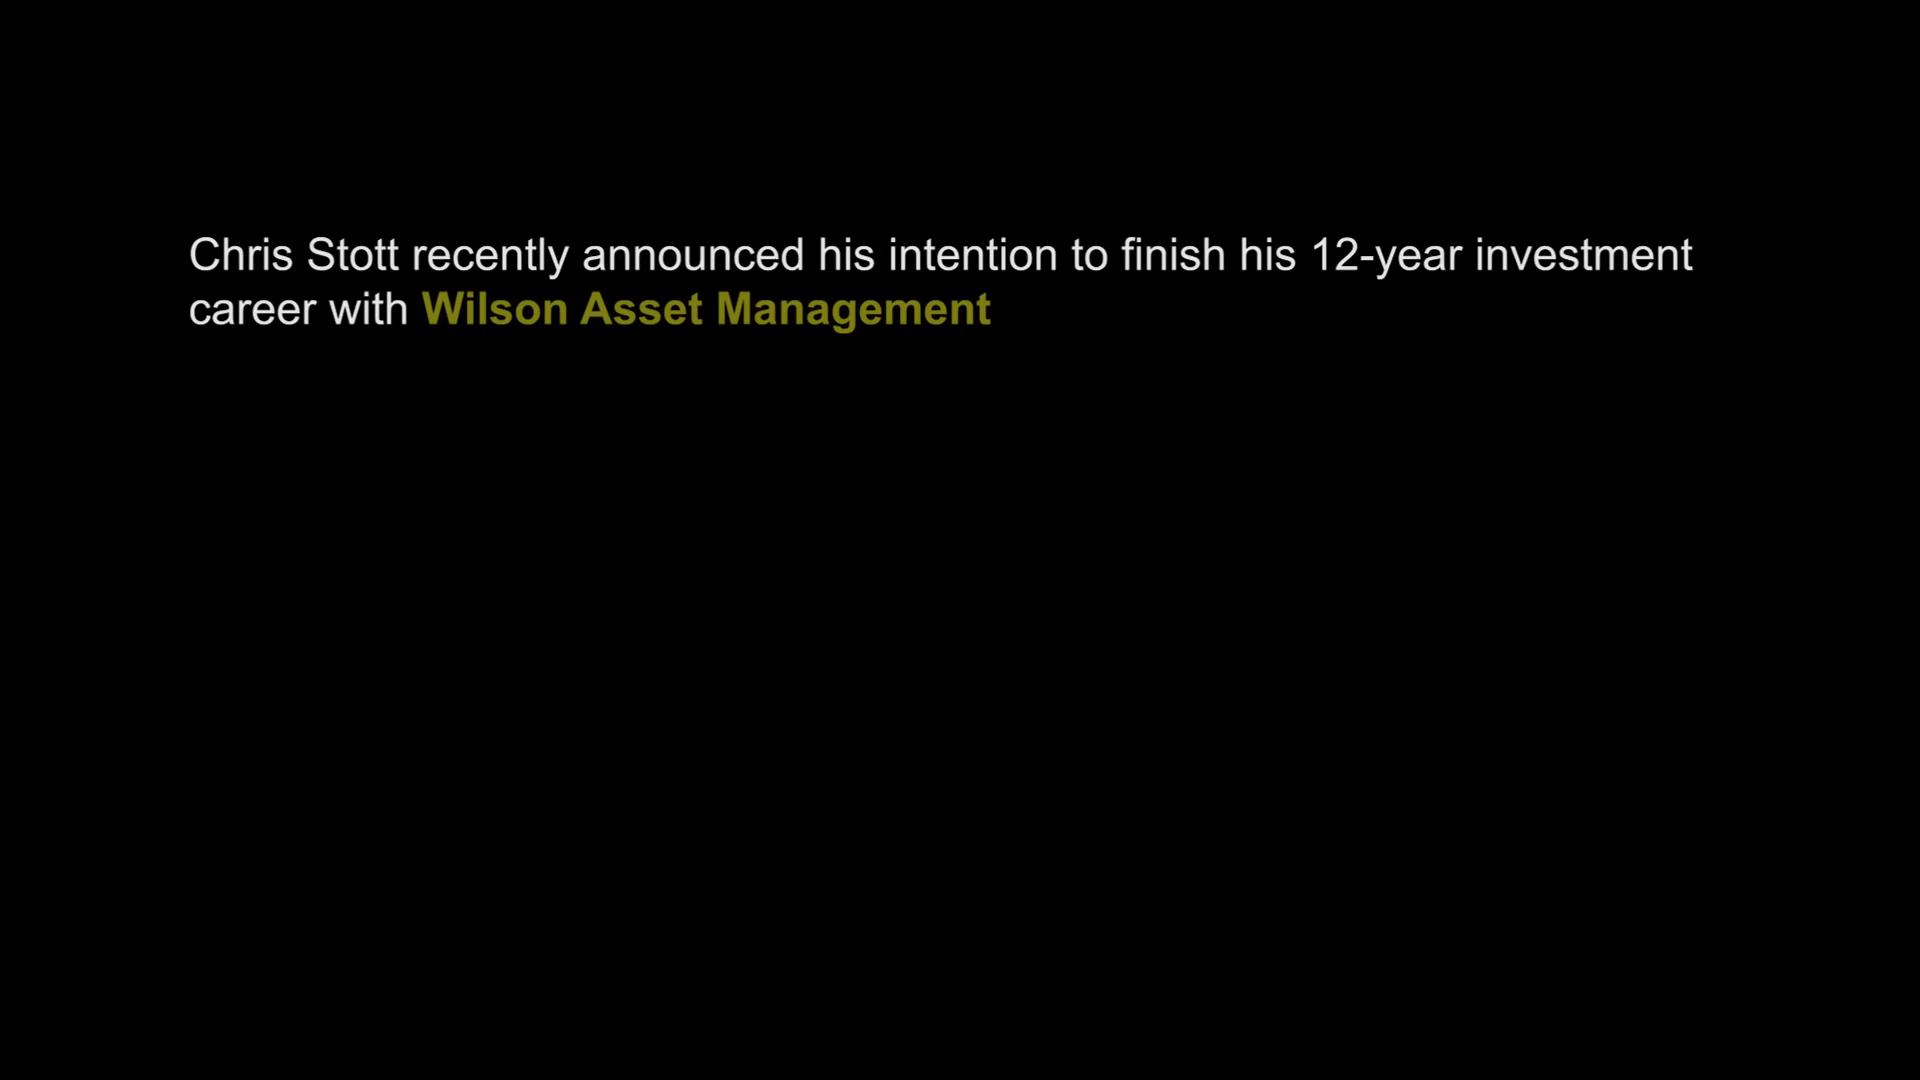 Chris Stott recently announced his intention to finish his 12-year investment
career with Wilson Asset Management